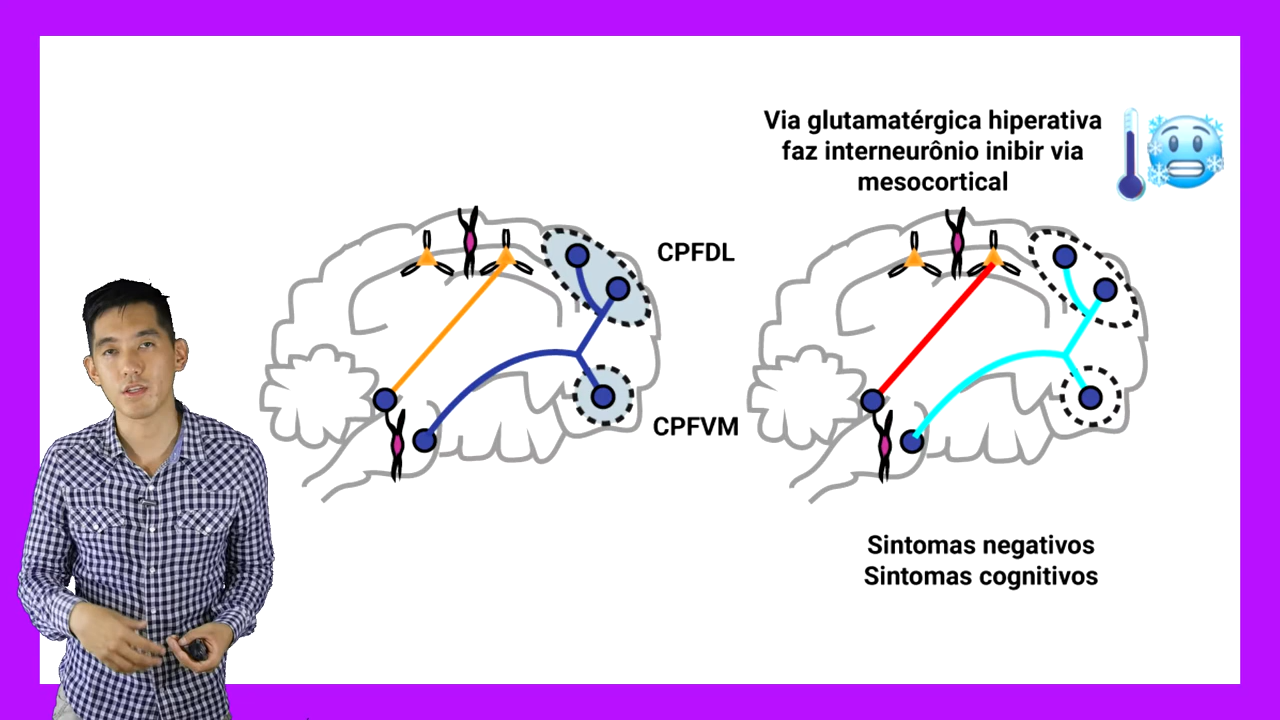 Via glutamatérgica hiperativa
faz interneurônio inibir via
mesocortical
CPFDL
CPFVM
Sintomas negativos
Sintomas cognitivos